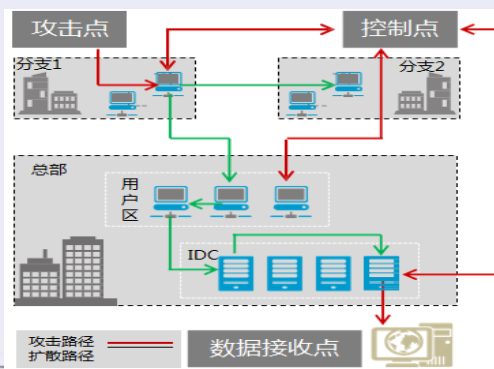 攻击点
控制点
分支1
分支2
总部
用户区
IDC
攻击路径
扩散路径
数据接收点